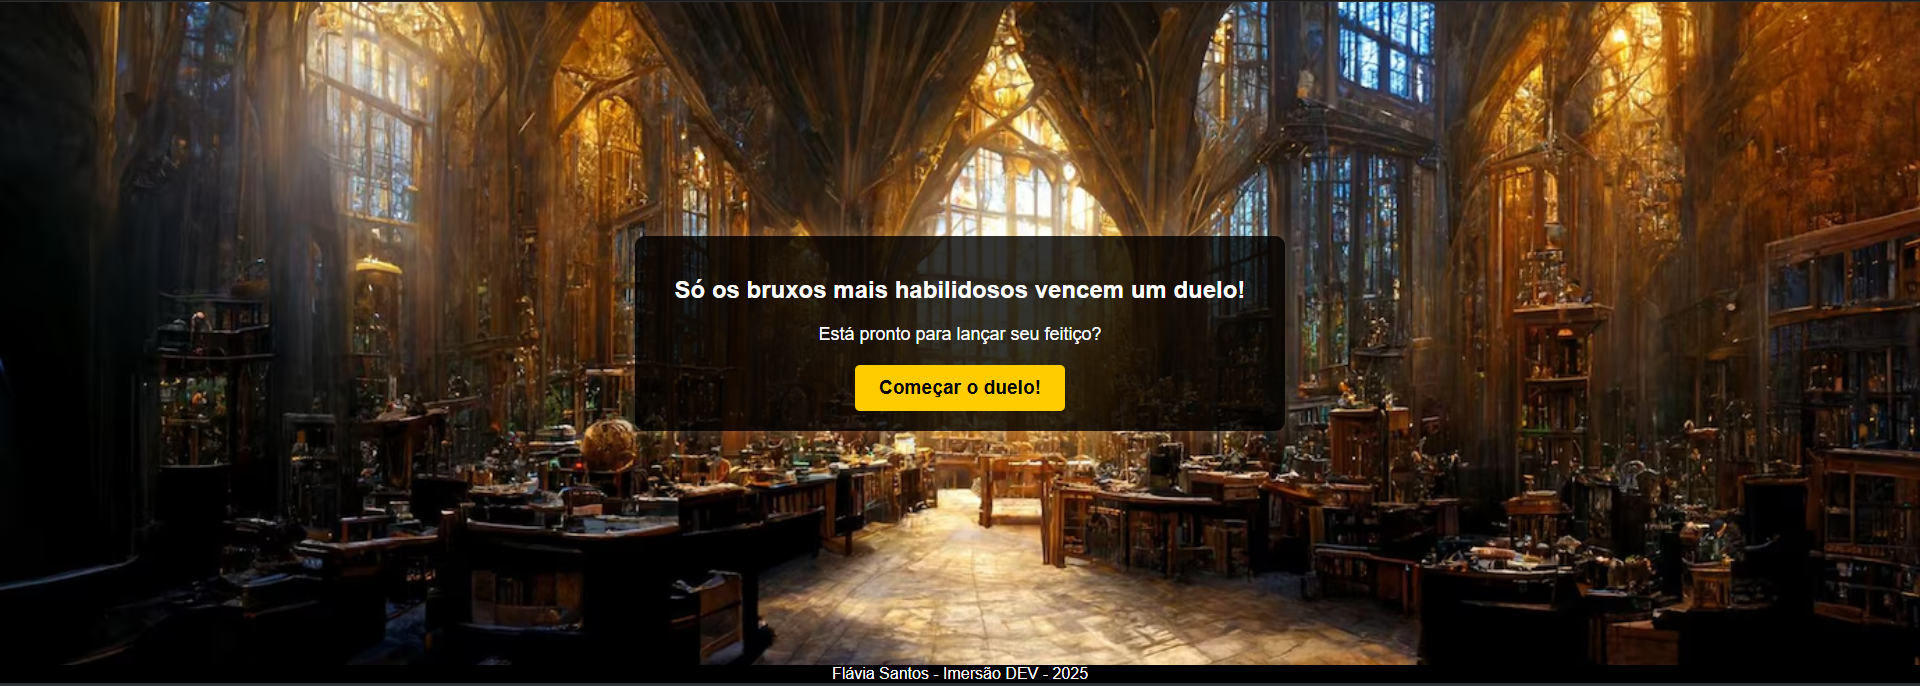 Só os bruxos mais habilidosos vencem um duelo!
Está pronto para lançar seu feitiço?
Começar o duelo!
Flávia Santos - Imersão DEV - 2025